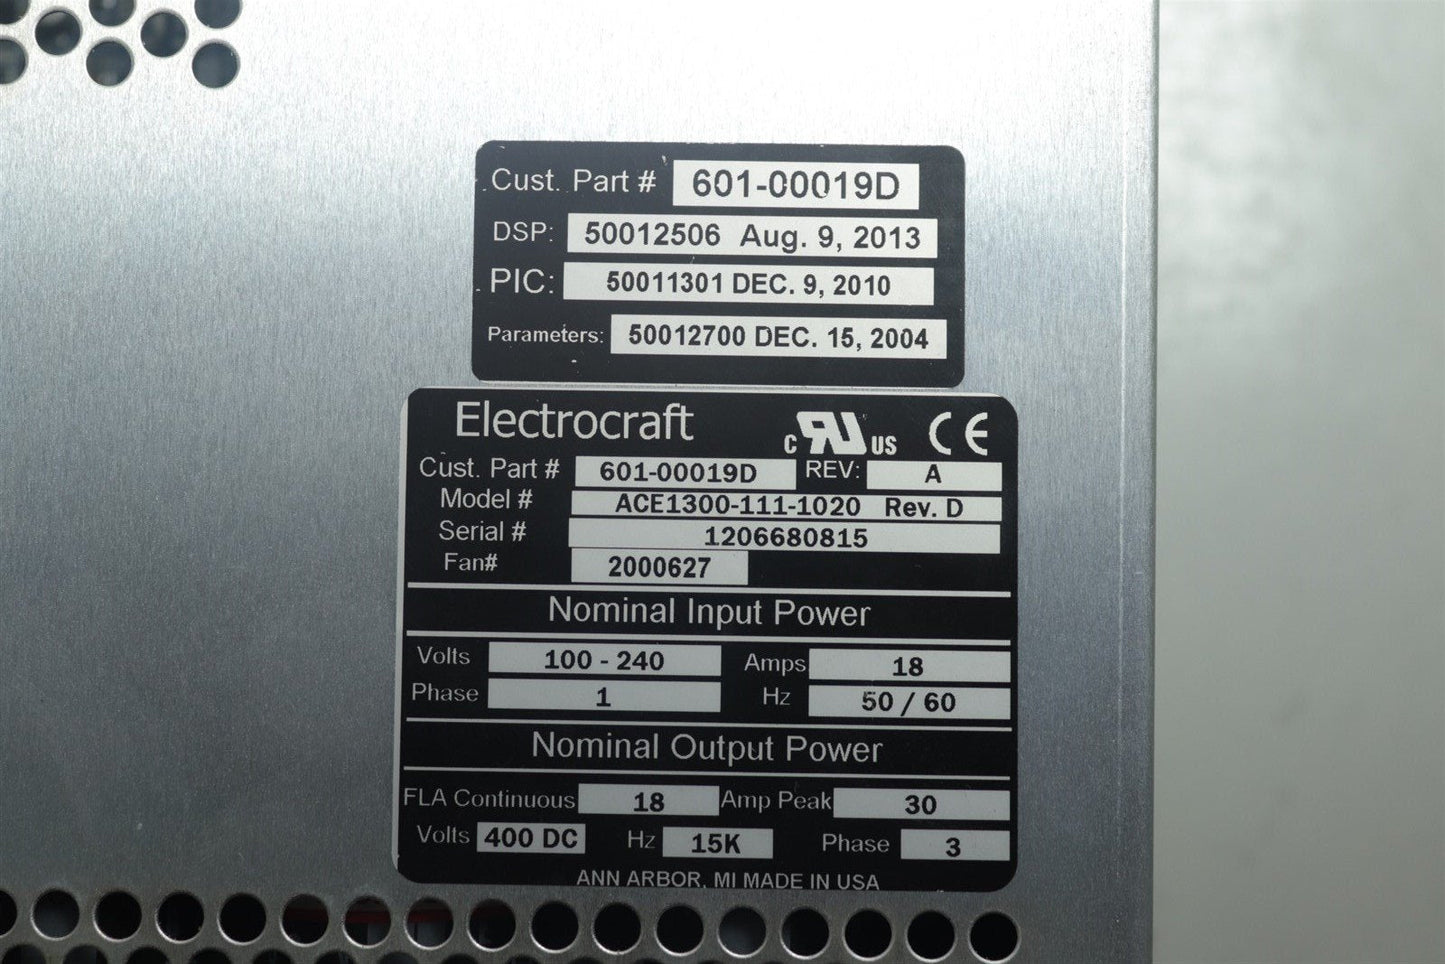 Cust. Part # 601-00019D
DSP: 50012506 Aug. 9, 2013
PIC: 50011301 DEC. 9, 2010
Parameters: 50012700 DEC. 15, 2004
Electrocraft c RU US CE
Cust. Part # 601-00019D REV: A
Model # ACE1300-111-1020 Rev. D
Serial # 1206680815
Fan# 2000627
Nominal Input Power
Volts 100 - 240 Amps 18
Phase 1 Hz 50 / 60
Nominal Output Power
FLA Continuous 18 Amp Peak 30
Volts 400 DC Hz 15K Phase 3
ANN ARBOR, MI MADE IN USA